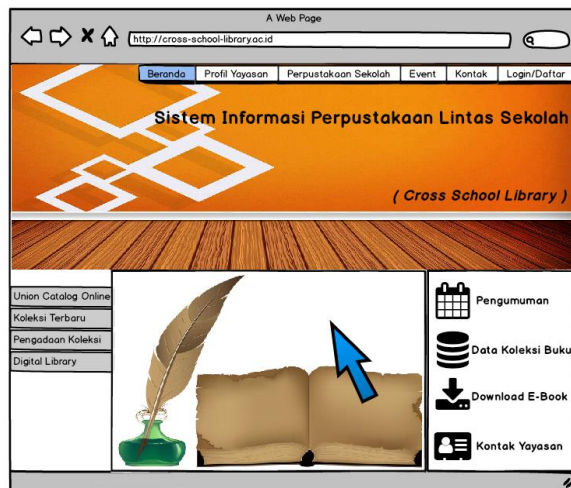 A Web Page
http://cross-school-library.ac.id
Beranda Profil Yayasan Perpustakaan Sekolah Event Kontak Login/Daftar
Sistem Informasi Perpustakaan Lintas Sekolah
( Cross School Library )
Union Catalog Online
Koleksi Terbaru
Pengadaan Koleksi
Digital Library
Pengumuman
Data Koleksi Buku
Download E-Book
Kontak Yayasan